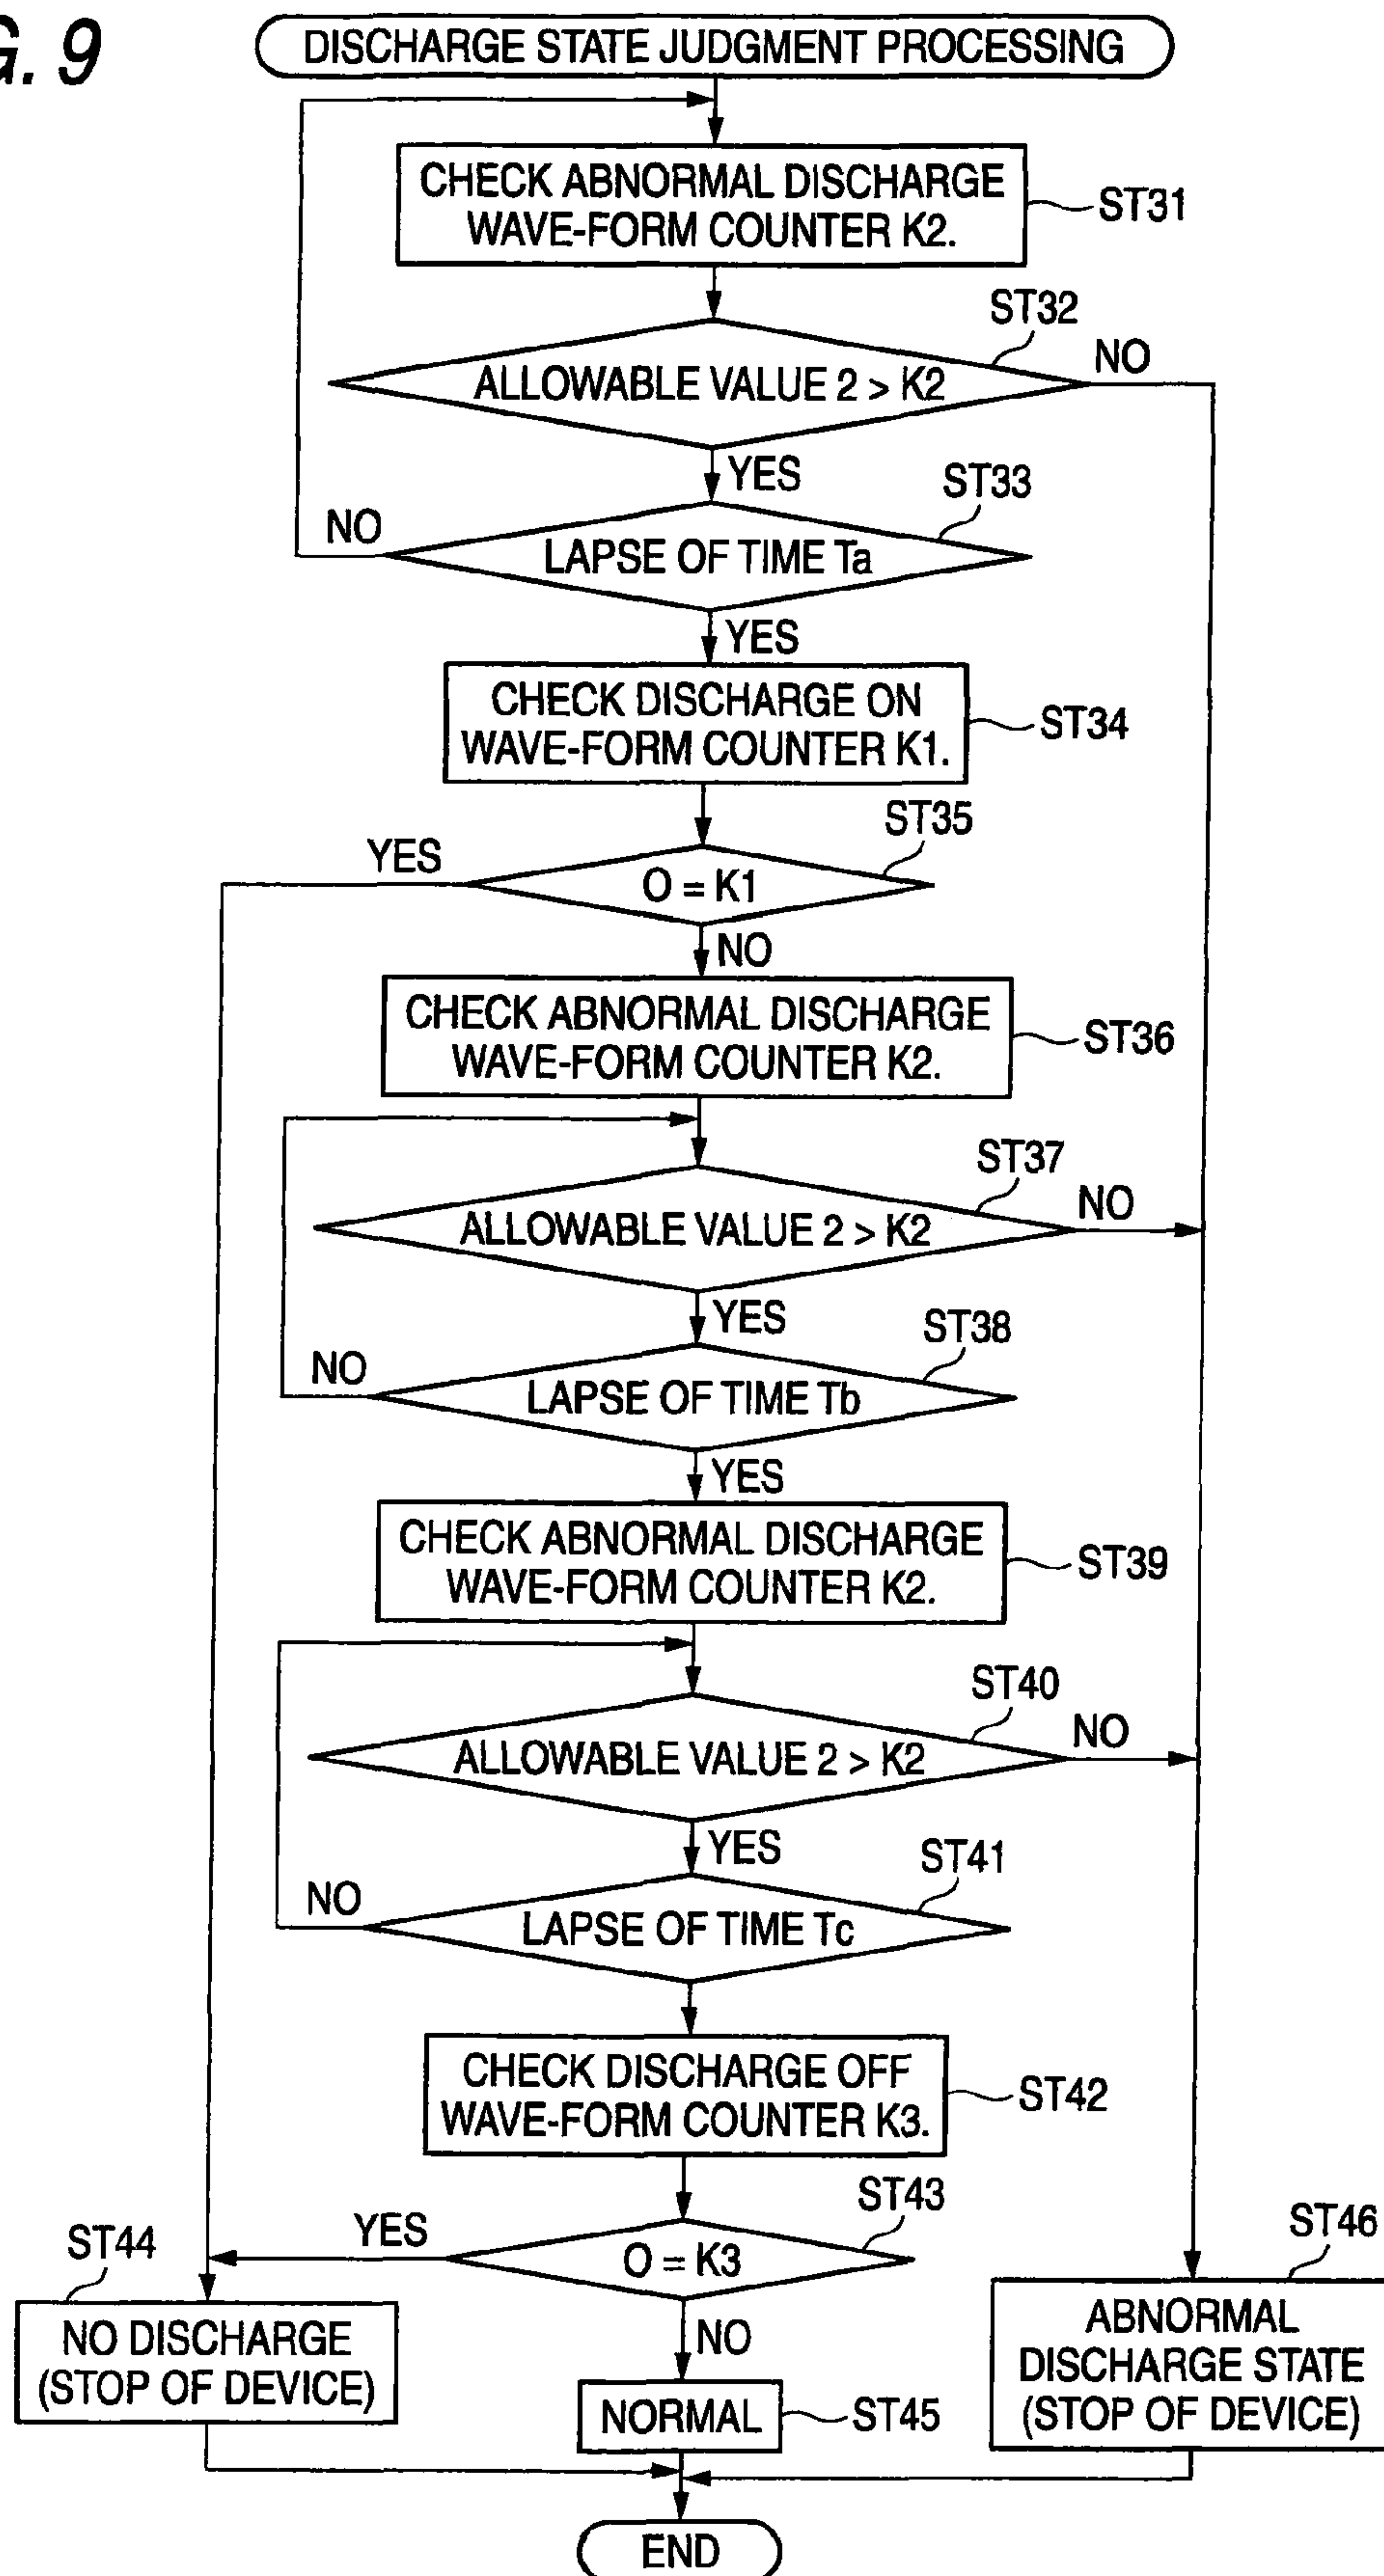 G. 9
DISCHARGE STATE JUDGMENT PROCESSING
CHECK ABNORMAL DISCHARGE
WAVE-FORM COUNTER K2.
ST31
ST32
ALLOWABLE VALUE 2 > K2
NO
YES
ST33
NO
LAPSE OF TIME Ta
YES
CHECK DISCHARGE ON
WAVE-FORM COUNTER K1.
ST34
ST35
YES
O = K1
NO
CHECK ABNORMAL DISCHARGE
WAVE-FORM COUNTER K2.
ST36
ST37
ALLOWABLE VALUE 2 > K2
NO
YES
ST38
NO
LAPSE OF TIME Tb
YES
CHECK ABNORMAL DISCHARGE
WAVE-FORM COUNTER K2.
ST39
ST40
ALLOWABLE VALUE 2 > K2
NO
YES
ST41
NO
LAPSE OF TIME Tc
CHECK DISCHARGE OFF
WAVE-FORM COUNTER K3.
ST42
ST43
YES
O = K3
ST44
NO DISCHARGE
(STOP OF DEVICE)
NO
NORMAL
ST45
ST46
ABNORMAL
DISCHARGE STATE
(STOP OF DEVICE)
END